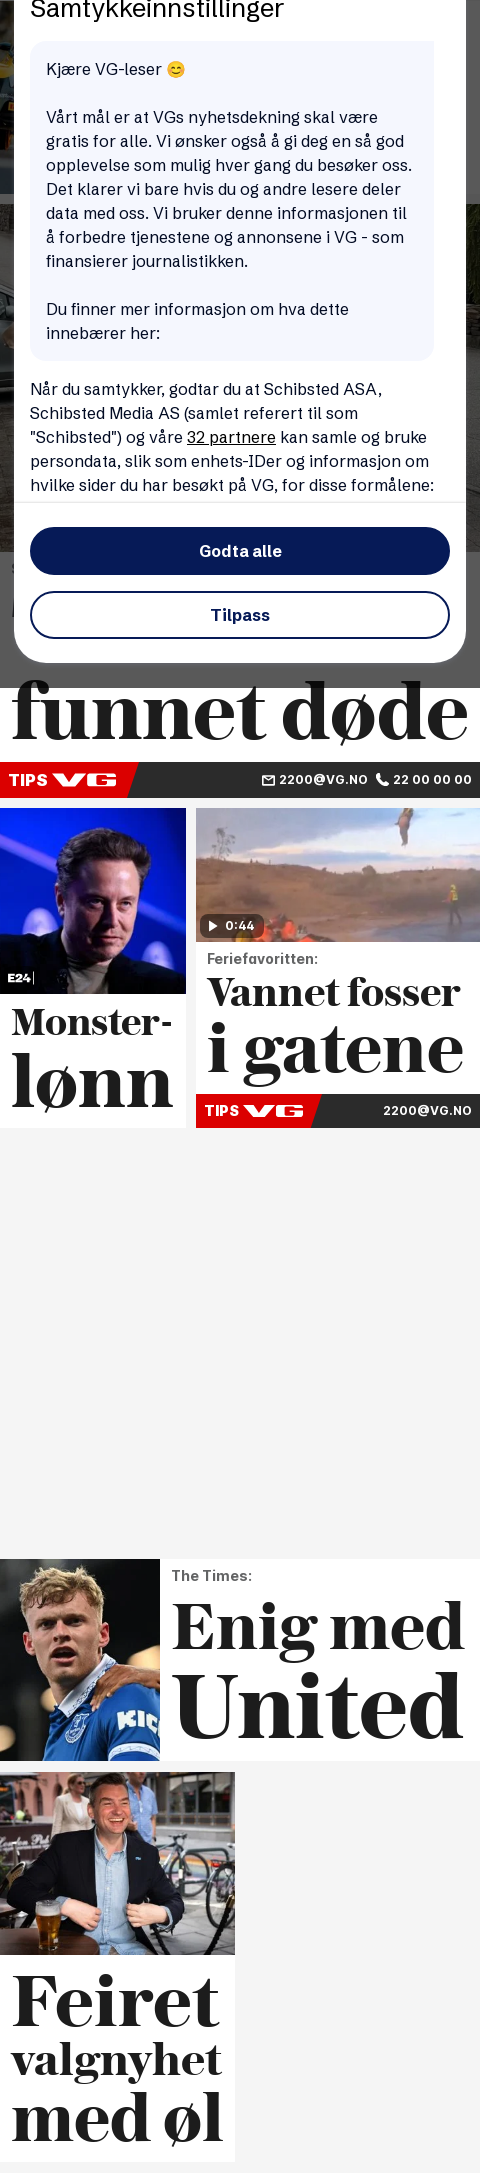 Samtykkeinnstillinger
Kjære VG-leser 😊
Vårt mål er at VGs nyhetsdekning skal være
gratis for alle. Vi ønsker også å gi deg en så god
opplevelse som mulig hver gang du besøker oss.
Det klarer vi bare hvis du og andre lesere deler
data med oss. Vi bruker denne informasjonen til
å forbedre tjenestene og annonsene i VG - som
finansierer journalistikken.
Du finner mer informasjon om hva dette
innebærer her:
Når du samtykker, godtar du at Schibsted ASA,
Schibsted Media AS (samlet referert til som
"Schibsted") og våre 32 partnere kan samle og bruke
persondata, slik som enhets-IDer og informasjon om
hvilke sider du har besøkt på VG, for disse formålene:
Godta alle
Tilpass
funnet døde
TIPS VG 2200@VG.NO 22 00 00 00
E24
Monster-
lønn
0:44
Feriefavoritten:
Vannet fosser
i gatene
TIPS VG 2200@VG.NO
The Times:
Enig med
United
KIC
Feiret
valgnyhet
med øl